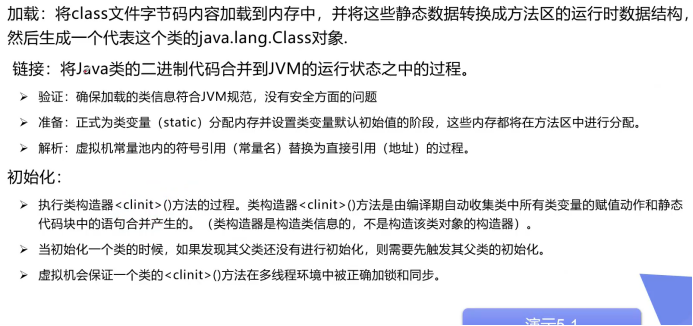 加载：将class文件字节码内容加载到内存中，并将这些静态数据转换成方法区的运行时数据结构，
然后生成一个代表这个类的java.lang.Class对象.
链接：将Java类的二进制代码合并到JVM的运行状态之中的过程。
➢ 验证：确保加载的类信息符合JVM规范，没有安全方面的问题
➢ 准备：正式为类变量（static）分配内存并设置类变量默认初始值的阶段，这些内存都将在方法区中进行分配。
➢ 解析：虚拟机常量池内的符号引用（常量名）替换为直接引用（地址）的过程。
初始化：
➢ 执行类构造器<clinit>()方法的过程。类构造器<clinit>()方法是由编译期自动收集类中所有类变量的赋值动作和静态
代码块中的语句合并产生的。（类构造器是构造类信息的，不是构造该类对象的构造器）。
➢ 当初始化一个类的时候，如果发现其父类还没有进行初始化，则需要先触发其父类的初始化。
➢ 虚拟机会保证一个类的<clinit>()方法在多线程环境中被正确加锁和同步。